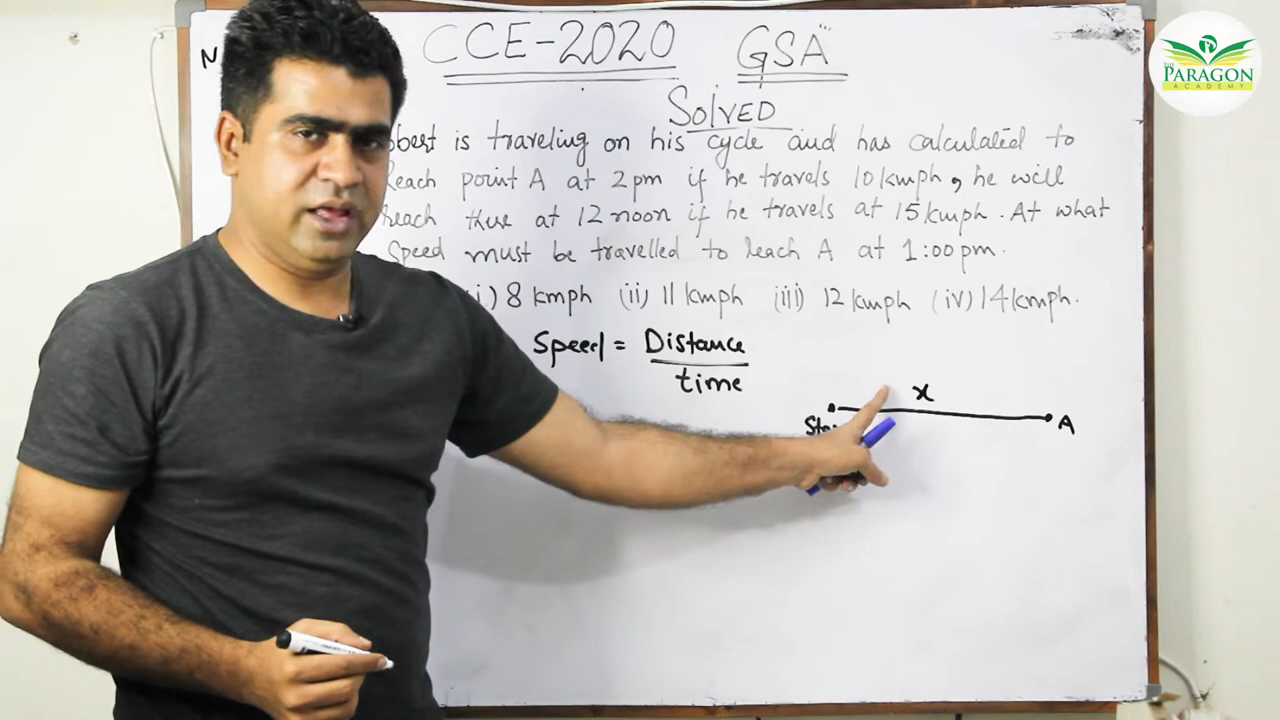 N
CCE-2020 GSA
SOLVED
is traveling on his cycle and has calculated to
reach point A at 2 pm if he travels 10 kmph, he will
reach there at 12 noon if he travels at 15 kmph. At what
speed must be travelled to reach A at 1:00 pm.
i) 8 kmph (ii) 11 kmph (iii) 12 kmph (iv) 14 kmph.
Speed = Distance
time
x
A
THE PARAGON
ACADEMY